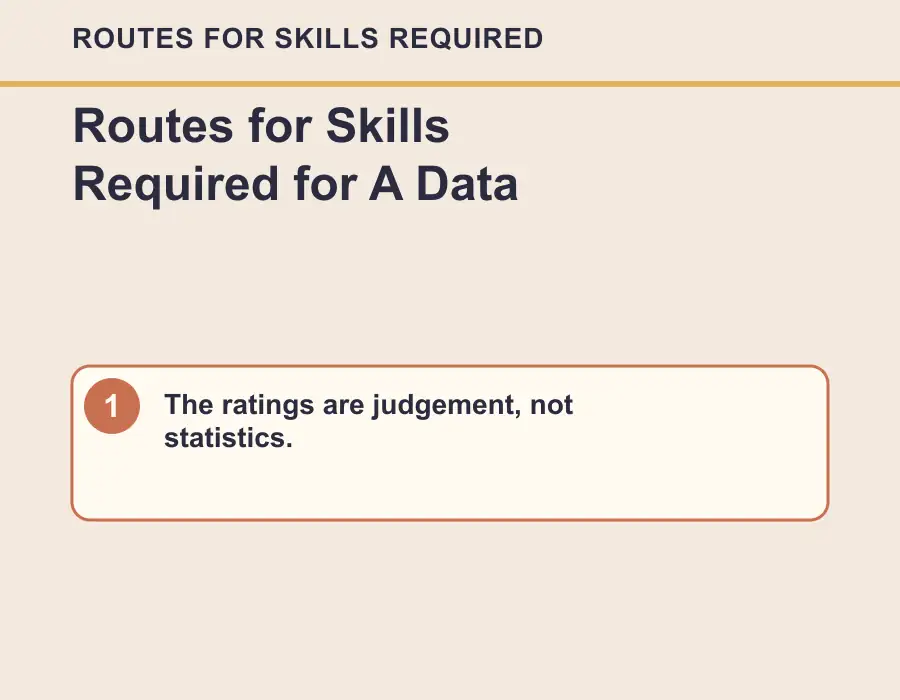 ROUTES FOR SKILLS REQUIRED
Routes for Skills
Required for A Data
1
The ratings are judgement, not
statistics.